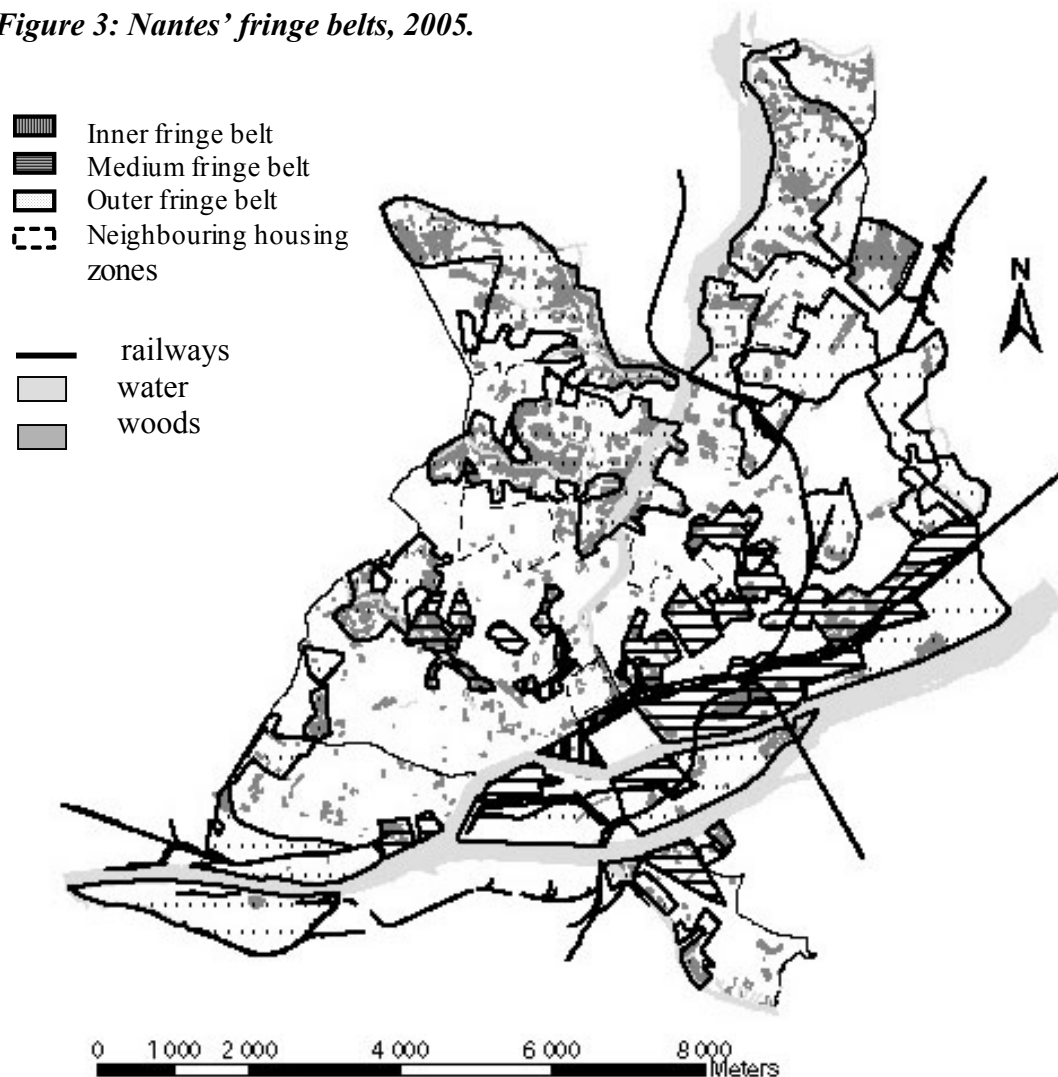 Figure 3: Nantes' fringe belts, 2005.
Inner fringe belt
Medium fringe belt
Outer fringe belt
Neighbouring housing
zones
railways
water
woods
N
0 1 000 2 000 4 000 6 000 8 000
Meters